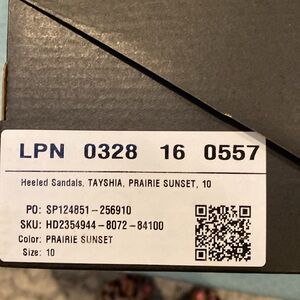 LPN 0328 16 0557
Heeled Sandals, TAYSHIA, PRAIRIE SUNSET, 10
PO: SP124851-256910
SKU: HD2354944-8072-84100
Color: PRAIRIE SUNSET
Size: 10